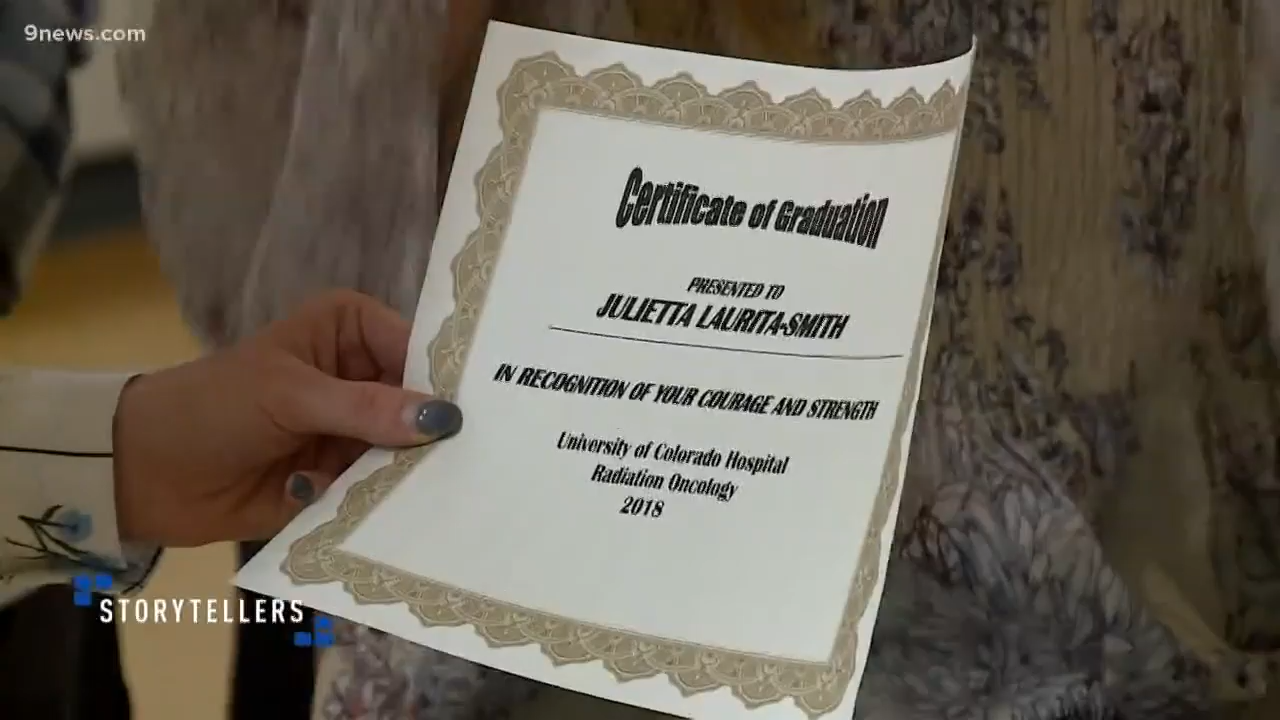 9news.com
Certificate of Graduation
PRESENTED TO
JULIETTA LAURITA-SMITH
IN RECOGNITION OF YOUR COURAGE AND STRENGTH
University of Colorado Hospital
Radiation Oncology
2018
STORYTELLERS